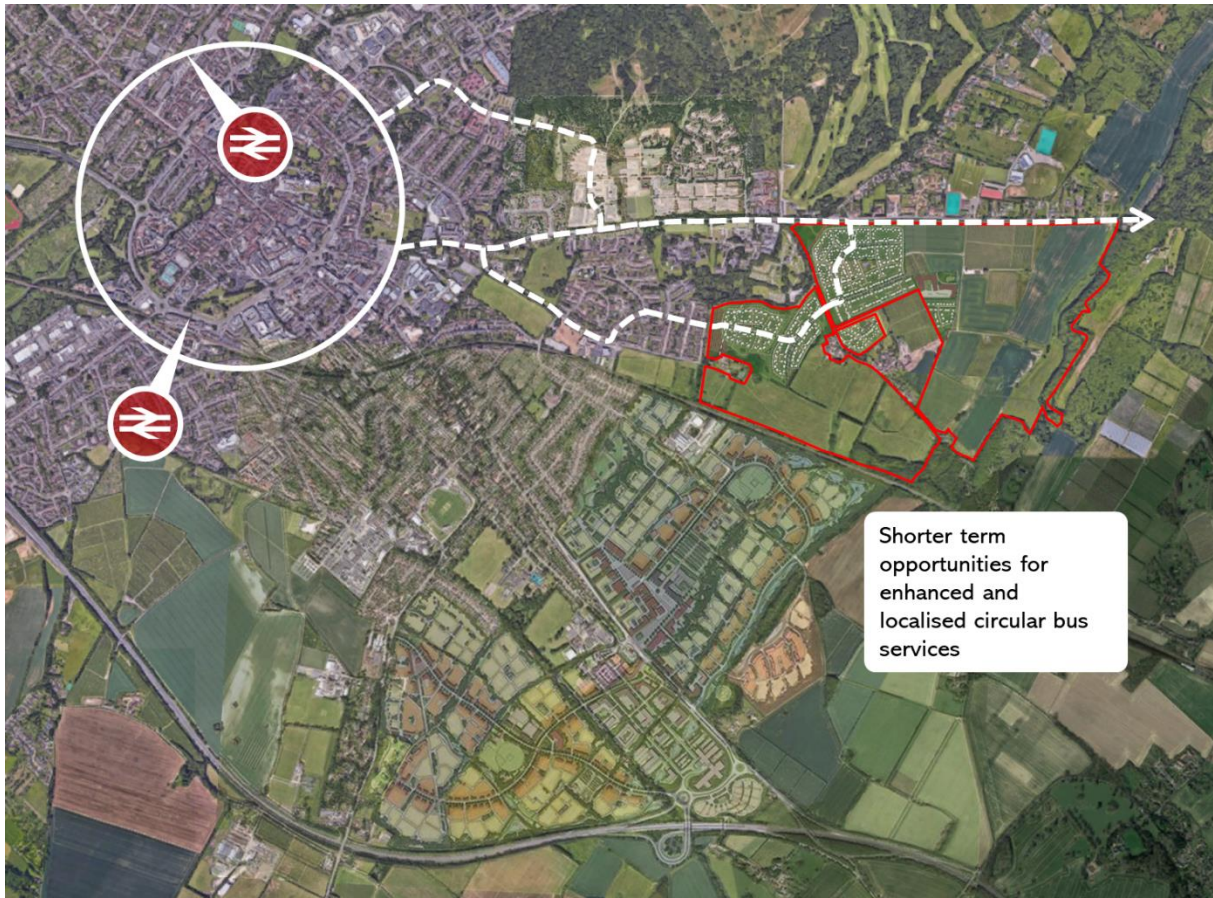 Shorter term
opportunities for
enhanced and
localised circular bus
services